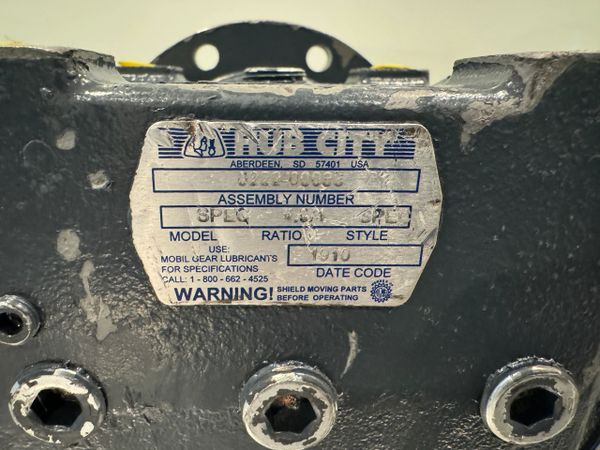 HUB CITY
ABERDEEN, SD 57401 USA
ASSEMBLY NUMBER
SPEC SPEC
MODEL RATIO STYLE
USE:
MOBIL GEAR LUBRICANTS
FOR SPECIFICATIONS
CALL: 1 - 800 - 662 - 4525
1910
DATE CODE
WARNING! SHIELD MOVING PARTS
BEFORE OPERATING